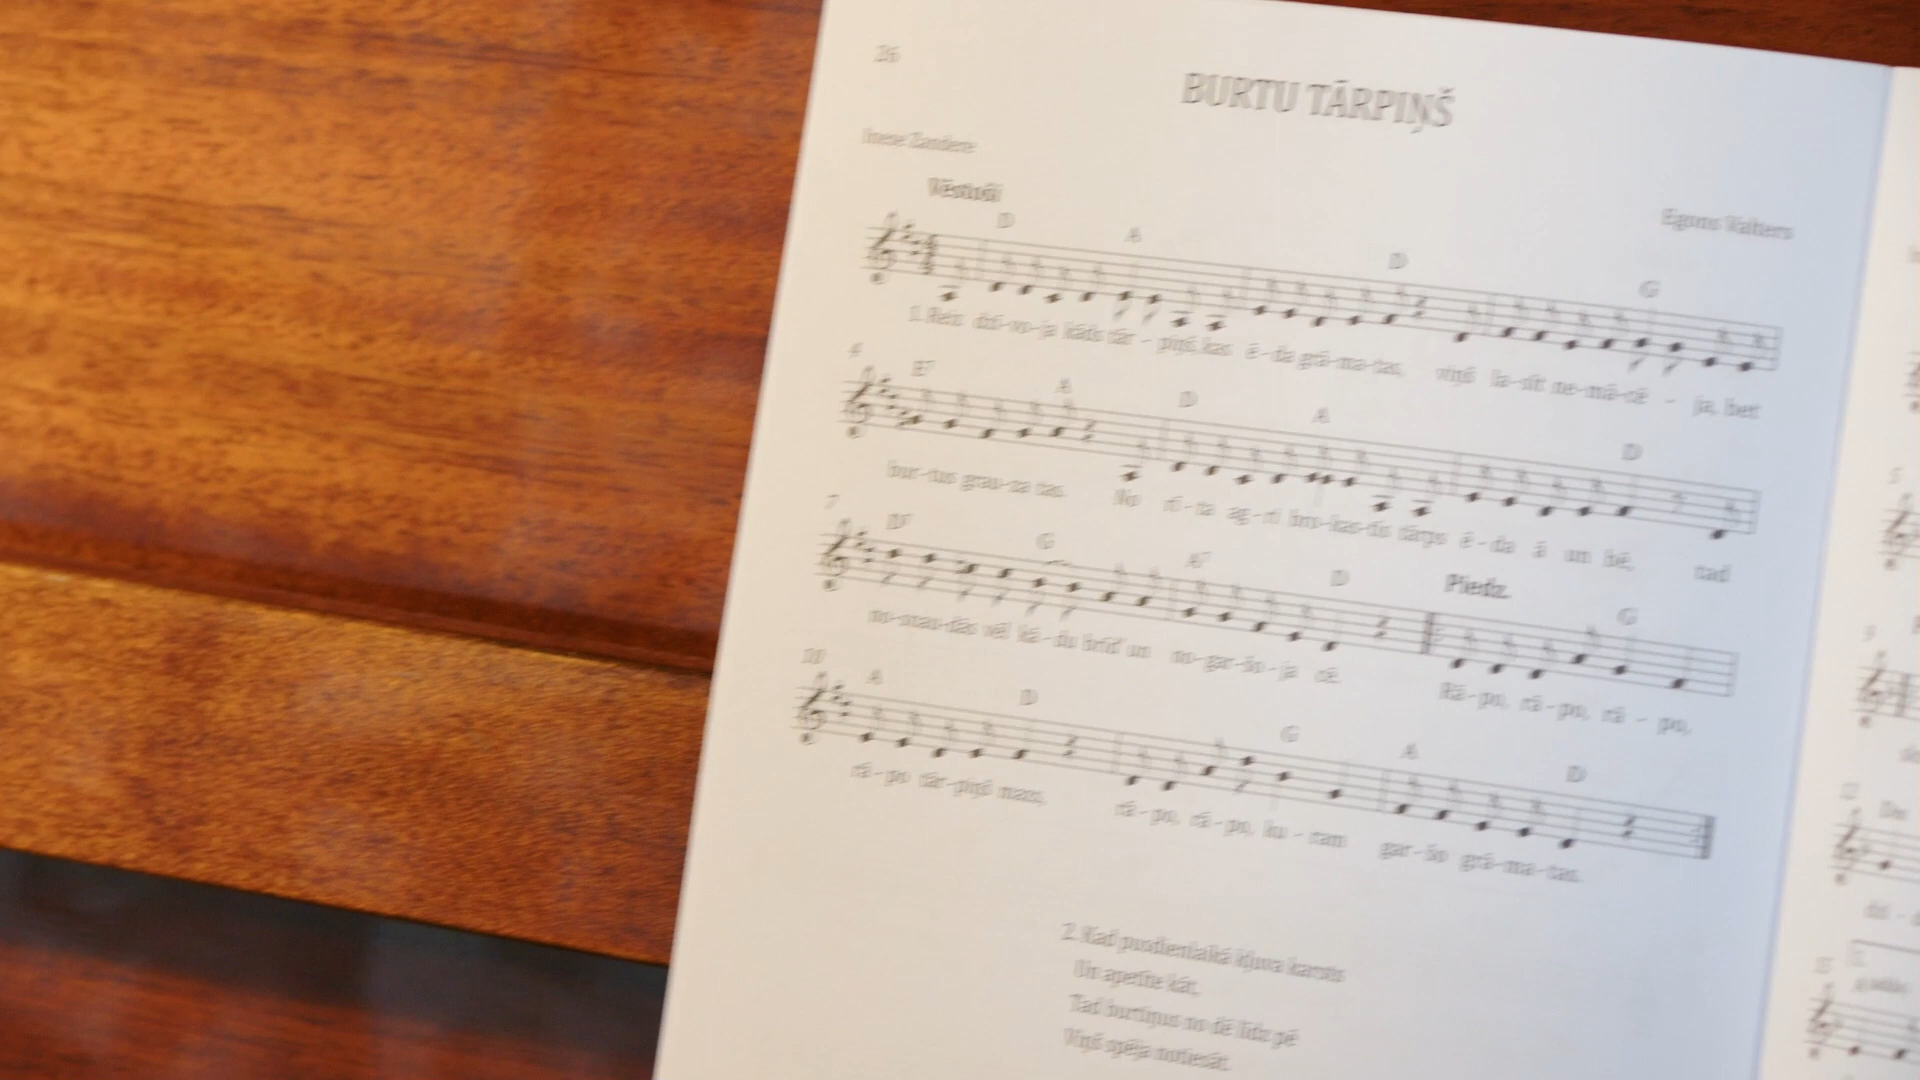 26
BURTU TĀRPIŅŠ
Inese Zandere
Vēstoši
Egons Valters
D A D G
1. Reiz dzī-vo-ja kāds tār - piņš, kas ē-da grā-ma-tas, viņš la-sīt ne-mā-cē - ja, bet
4
E7 A D A D
bur-tus grau-za tas. No rī-ta ag-ri bro-kas-tīs tārps ē-da ā un bē, tad
7
D7 G A7 D Piedz. G
no-snau-dās vēl kā-du brīd' un no-gar-šo-ja cē. Rā-po, rā-po, rā - po,
10
A D G A D
rā-po tār-piņš mazs, rā-po, rā-po, ku - ram gar-šo grā-ma-tas.
2. Kad pusdienlaikā kļuva karsts
Un apetīte kāt,
Tad burtiņus no dē līdz pē
Viņš spēja notiesāt.
5
9
12
15